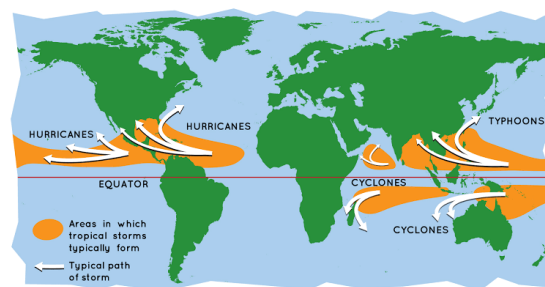 HURRICANES
HURRICANES
TYPHOONS
EQUATOR
CYCLONES
CYCLONES
Areas in which
tropical storms
typically form
Typical path
of storm